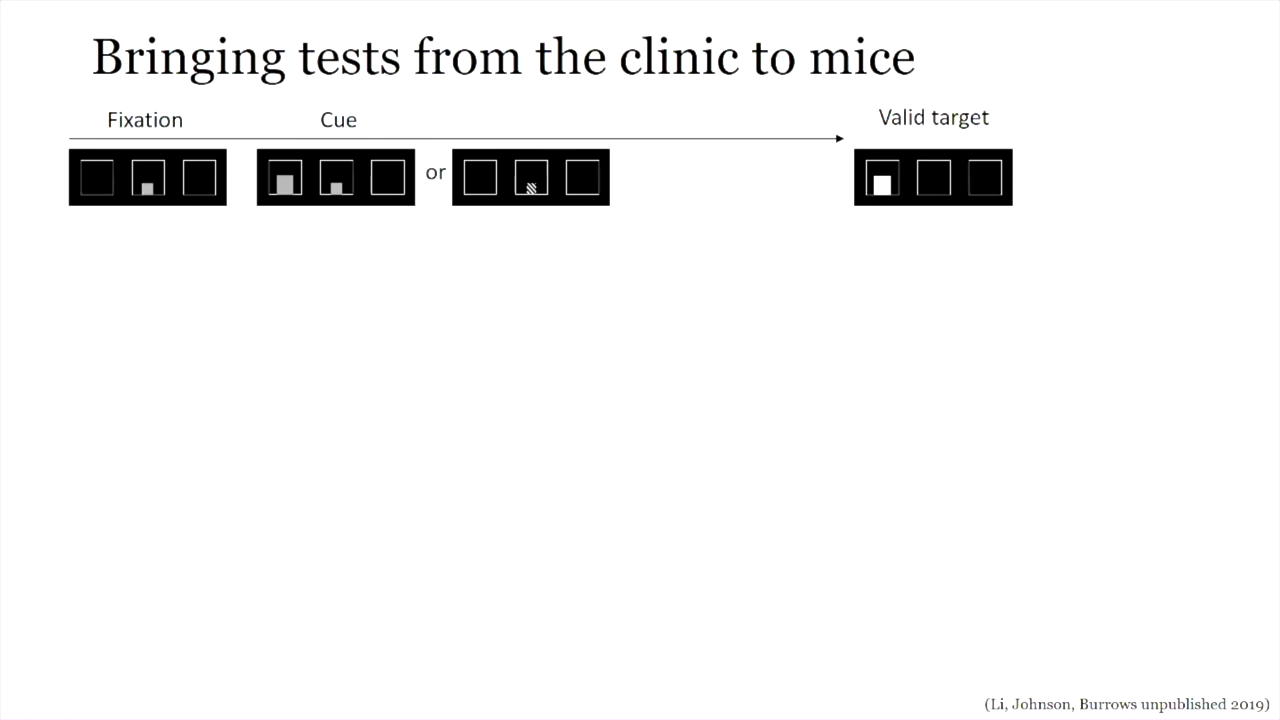 Bringing tests from the clinic to mice
Fixation
Cue
Valid target
or
(Li, Johnson, Burrows unpublished 2019)